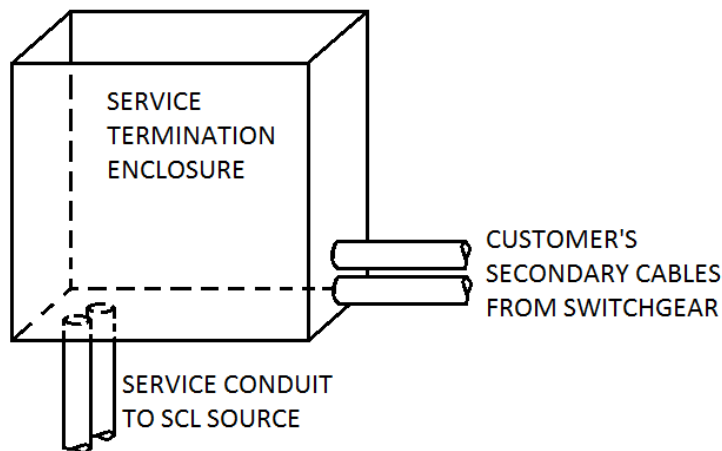 SERVICE
TERMINATION
ENCLOSURE
CUSTOMER'S
SECONDARY CABLES
FROM SWITCHGEAR
SERVICE CONDUIT
TO SCL SOURCE